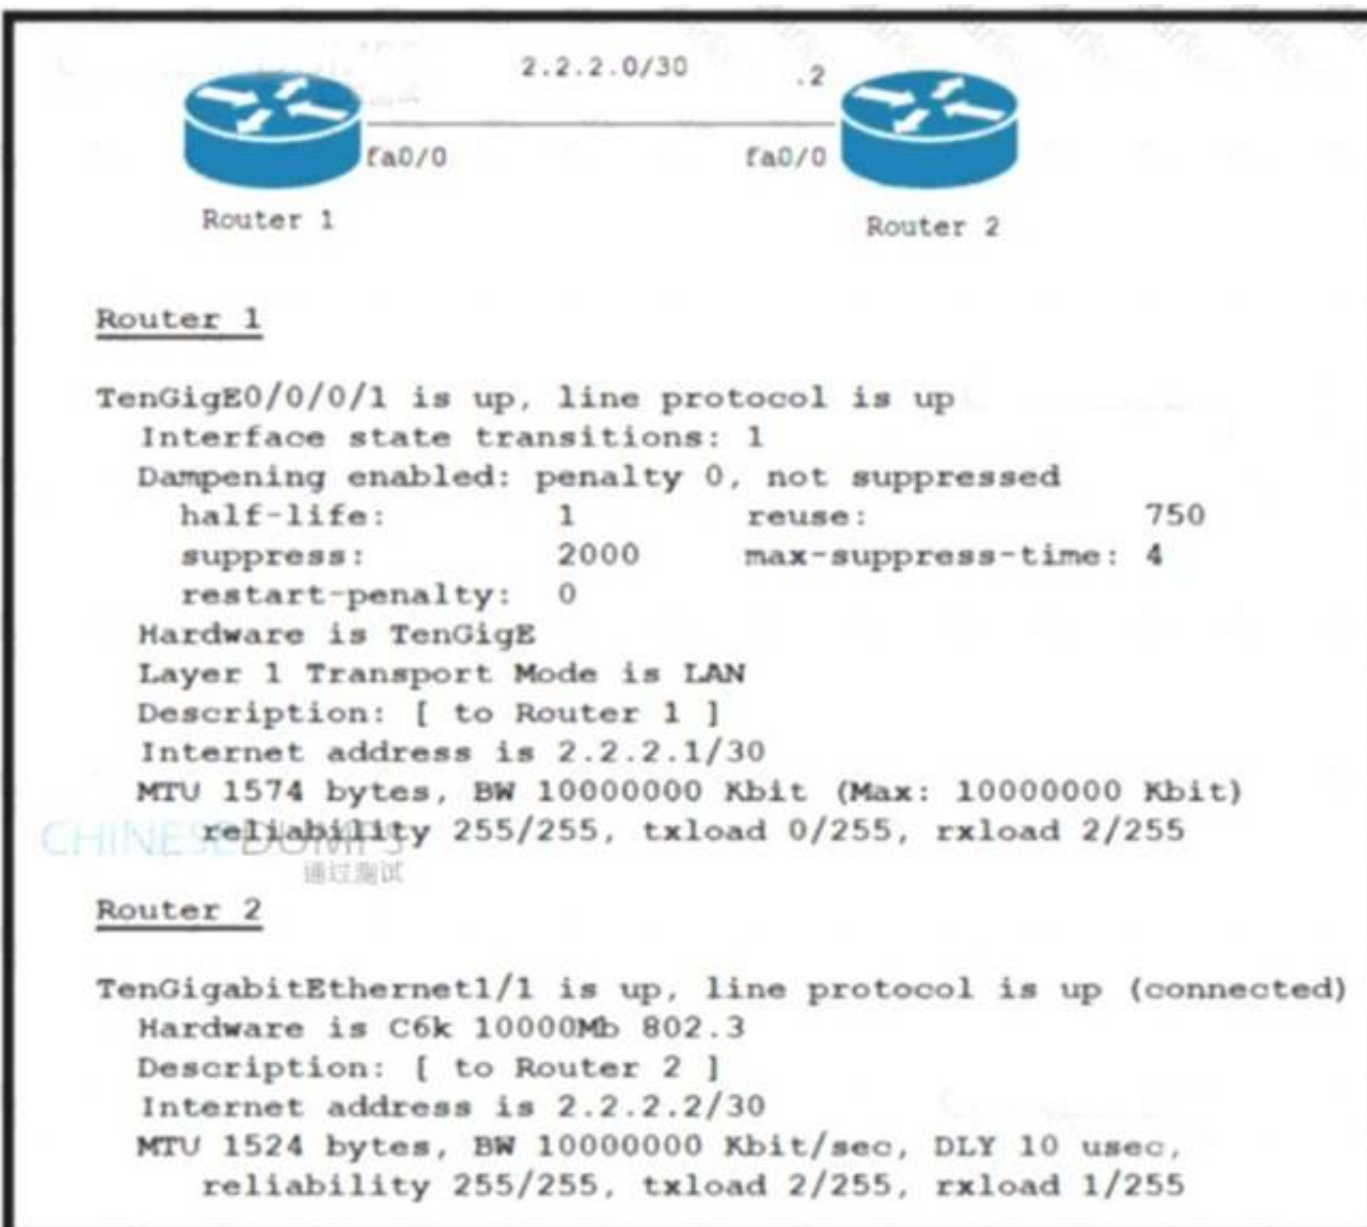 2.2.2.0/30
.2
fa0/0
fa0/0
Router 1
Router 2
Router 1
TenGigE0/0/0/1 is up, line protocol is up
Interface state transitions: 1
Dampening enabled: penalty 0, not suppressed
half-life: 1 reuse: 750
suppress: 2000 max-suppress-time: 4
restart-penalty: 0
Hardware is TenGigE
Layer 1 Transport Mode is LAN
Description: [ to Router 1 ]
Internet address is 2.2.2.1/30
MTU 1574 bytes, BW 10000000 Kbit (Max: 10000000 Kbit)
reliability 255/255, txload 0/255, rxload 2/255
CHINESEDUMPS
通过测试
Router 2
TenGigabitEthernet1/1 is up, line protocol is up (connected)
Hardware is C6k 10000Mb 802.3
Description: [ to Router 2 ]
Internet address is 2.2.2.2/30
MTU 1524 bytes, BW 10000000 Kbit/sec, DLY 10 usec,
reliability 255/255, txload 2/255, rxload 1/255